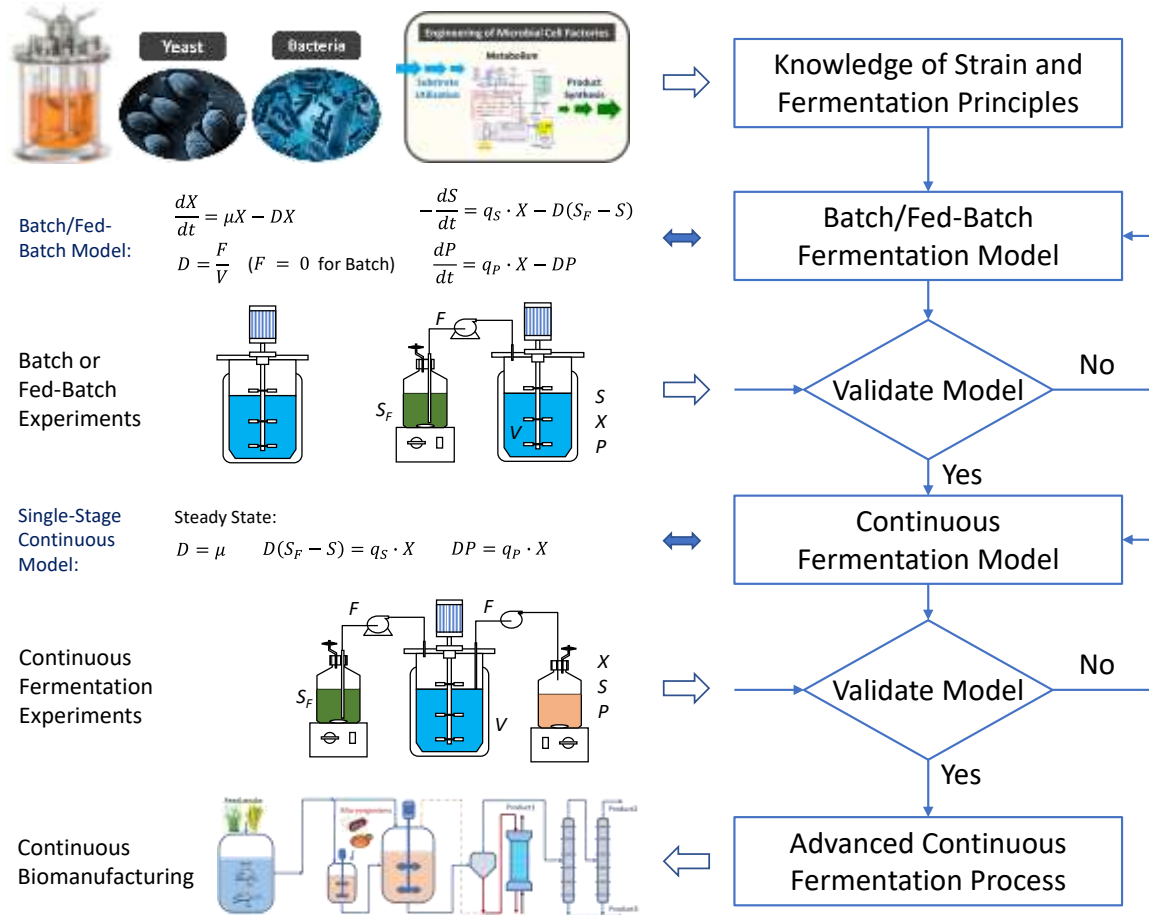 Yeast
Bacteria
Engineering of Microbial Cell Factories
Metabolism
Substrate
Utilization
Product
Synthesis
Knowledge of Strain and
Fermentation Principles
Batch/Fed-
Batch Model:
dX/dt = μX − DX
−dS/dt = q_S · X − D(S_F − S)
D = F/V (F = 0 for Batch)
dP/dt = q_P · X − DP
Batch/Fed-Batch
Fermentation Model
Batch or
Fed-Batch
Experiments
F
S_F
V
S
X
P
Validate Model
No
Yes
Single-Stage
Continuous
Model:
Steady State:
D = μ D(S_F − S) = q_S · X DP = q_P · X
Continuous
Fermentation Model
Continuous
Fermentation
Experiments
F
F
S_F
V
X
S
P
Validate Model
No
Yes
Continuous
Biomanufacturing
Feedstocks
Microorganisms
Product1
Product2
Product3
Advanced Continuous
Fermentation Process